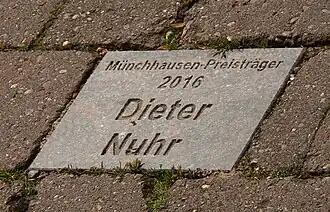 Münchhausen-Preisträger
2016
Dieter
Nuhr